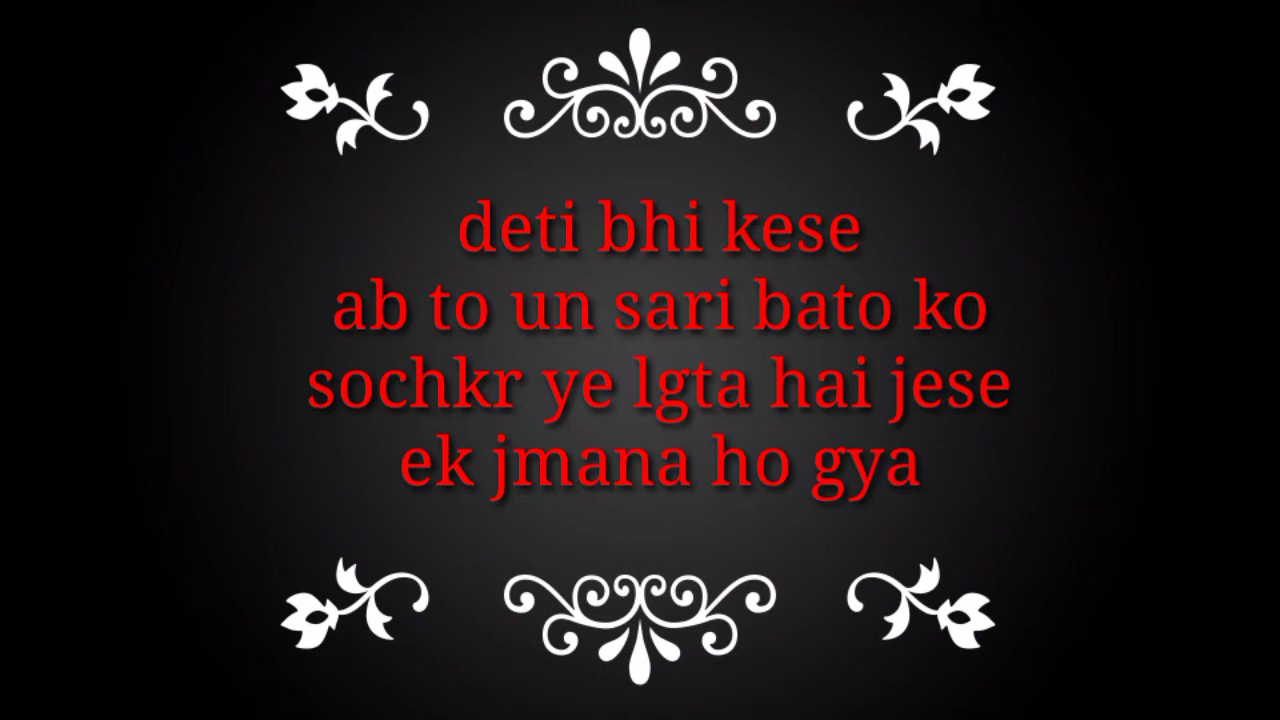 deti bhi kese
ab to un sari bato ko
sochkr ye lgta hai jese
ek jmana ho gya